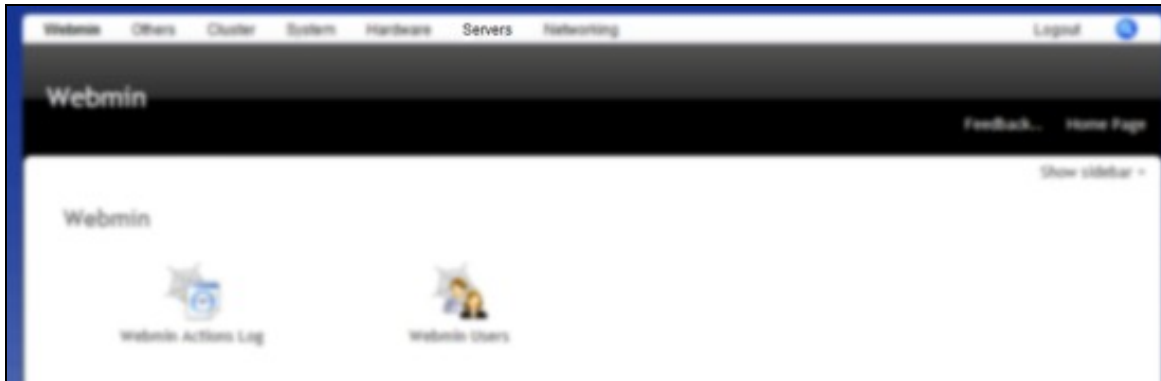 Webmin Others Cluster System Hardware Servers Networking Logout
Webmin
Feedback... Home Page
Show sidebar
Webmin
Webmin Actions Log Webmin Users